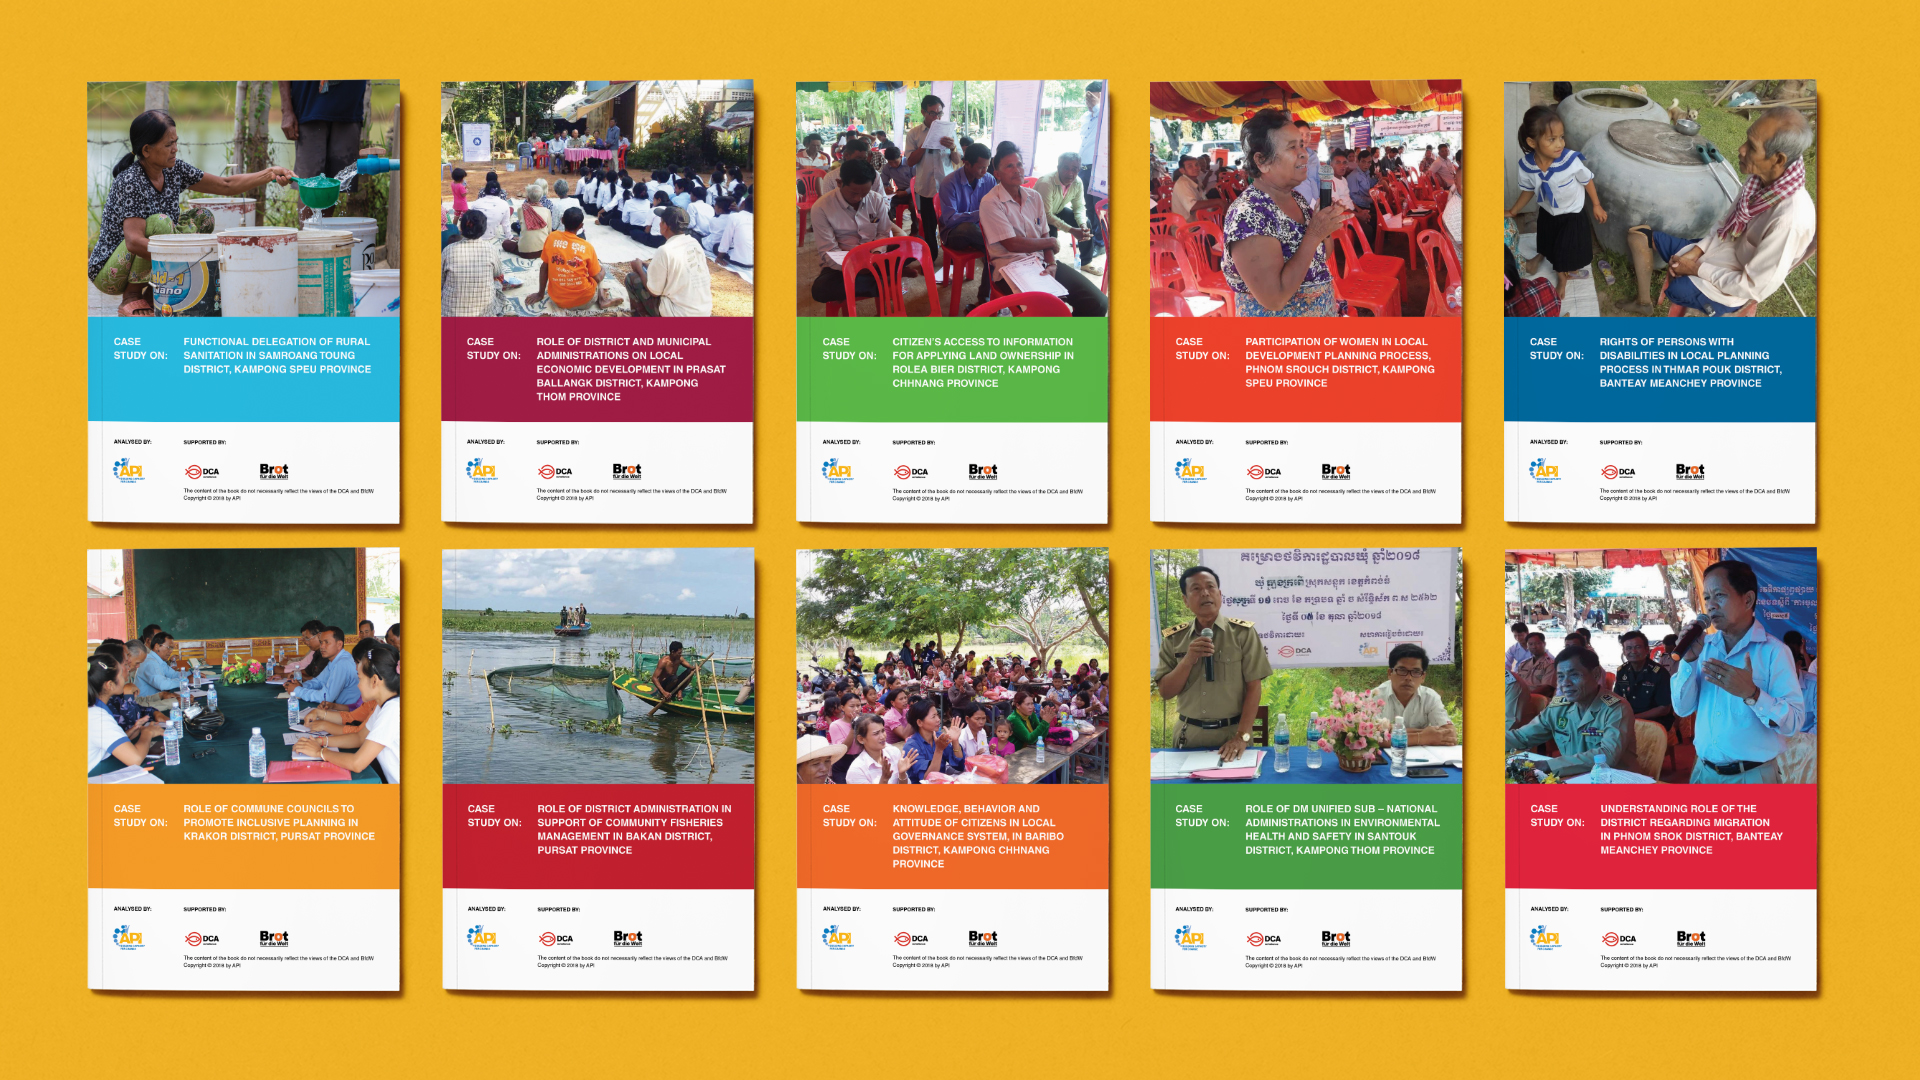 CASE
STUDY ON:
FUNCTIONAL DELEGATION OF RURAL
SANITATION IN SAMROANG TOUNG
DISTRICT, KAMPONG SPEU PROVINCE
ANALYSED BY:
SUPPORTED BY:
API
DCA
Brot
für die Welt
The content of the book do not necessarily reflect the views of the DCA and BfdW
Copyright © 2018 by API
CASE
STUDY ON:
ROLE OF DISTRICT AND MUNICIPAL
ADMINISTRATIONS ON LOCAL
ECONOMIC DEVELOPMENT IN PRASAT
BALLANGK DISTRICT, KAMPONG
THOM PROVINCE
ANALYSED BY:
SUPPORTED BY:
API
DCA
Brot
für die Welt
The content of the book do not necessarily reflect the views of the DCA and BfdW
Copyright © 2018 by API
CASE
STUDY ON:
CITIZEN'S ACCESS TO INFORMATION
FOR APPLYING LAND OWNERSHIP IN
ROLEA BIER DISTRICT, KAMPONG
CHHNANG PROVINCE
ANALYSED BY:
SUPPORTED BY:
API
DCA
Brot
für die Welt
The content of the book do not necessarily reflect the views of the DCA and BfdW
Copyright © 2018 by API
CASE
STUDY ON:
PARTICIPATION OF WOMEN IN LOCAL
DEVELOPMENT PLANNING PROCESS,
PHNOM SROUCH DISTRICT, KAMPONG
SPEU PROVINCE
ANALYSED BY:
SUPPORTED BY:
API
DCA
Brot
für die Welt
The content of the book do not necessarily reflect the views of the DCA and BfdW
Copyright © 2018 by API
CASE
STUDY ON:
RIGHTS OF PERSONS WITH
DISABILITIES IN LOCAL PLANNING
PROCESS IN THMAR POUK DISTRICT,
BANTEAY MEANCHEY PROVINCE
ANALYSED BY:
SUPPORTED BY:
API
DCA
Brot
für die Welt
The content of the book do not necessarily reflect the views of the DCA and BfdW
Copyright © 2018 by API
CASE
STUDY ON:
ROLE OF COMMUNE COUNCILS TO
PROMOTE INCLUSIVE PLANNING IN
KRAKOR DISTRICT, PURSAT PROVINCE
ANALYSED BY:
SUPPORTED BY:
API
DCA
Brot
für die Welt
The content of the book do not necessarily reflect the views of the DCA and BfdW
Copyright © 2018 by API
CASE
STUDY ON:
ROLE OF DISTRICT ADMINISTRATION IN
SUPPORT OF COMMUNITY FISHERIES
MANAGEMENT IN BAKAN DISTRICT,
PURSAT PROVINCE
ANALYSED BY:
SUPPORTED BY:
API
DCA
Brot
für die Welt
The content of the book do not necessarily reflect the views of the DCA and BfdW
Copyright © 2018 by API
CASE
STUDY ON:
KNOWLEDGE, BEHAVIOR AND
ATTITUDE OF CITIZENS IN LOCAL
GOVERNANCE SYSTEM, IN BARIBO
DISTRICT, KAMPONG CHHNANG
PROVINCE
ANALYSED BY:
SUPPORTED BY:
API
DCA
Brot
für die Welt
The content of the book do not necessarily reflect the views of the DCA and BfdW
Copyright © 2018 by API
គម្រោងថវិការដ្ឋបាលឃុំ ឆ្នាំ២០១៨
DCA
CASE
STUDY ON:
ROLE OF DM UNIFIED SUB – NATIONAL
ADMINISTRATIONS IN ENVIRONMENTAL
HEALTH AND SAFETY IN SANTOUK
DISTRICT, KAMPONG THOM PROVINCE
ANALYSED BY:
SUPPORTED BY:
API
DCA
Brot
für die Welt
The content of the book do not necessarily reflect the views of the DCA and BfdW
Copyright © 2018 by API
CASE
STUDY ON:
UNDERSTANDING ROLE OF THE
DISTRICT REGARDING MIGRATION
IN PHNOM SROK DISTRICT, BANTEAY
MEANCHEY PROVINCE
ANALYSED BY:
SUPPORTED BY:
API
DCA
Brot
für die Welt
The content of the book do not necessarily reflect the views of the DCA and BfdW
Copyright © 2018 by API